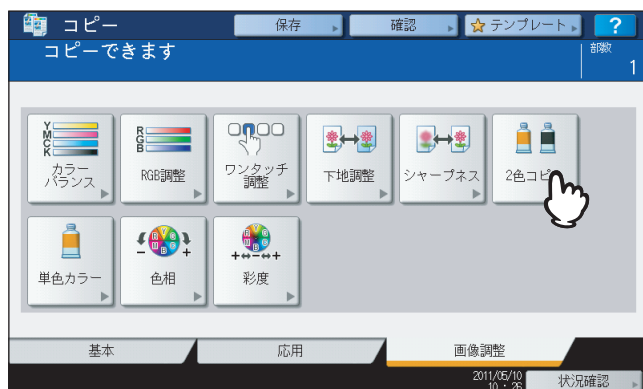 コピー
保存
確認
テンプレート
?
コピーできます
部数
1
Y
M
C
K
カラー
バランス
R
G
B
RGB調整
ワンタッチ
調整
下地調整
シャープネス
2色コピ
単色カラー
色相
彩度
基本
応用
画像調整
2011/05/10
10 : 26
状況確認